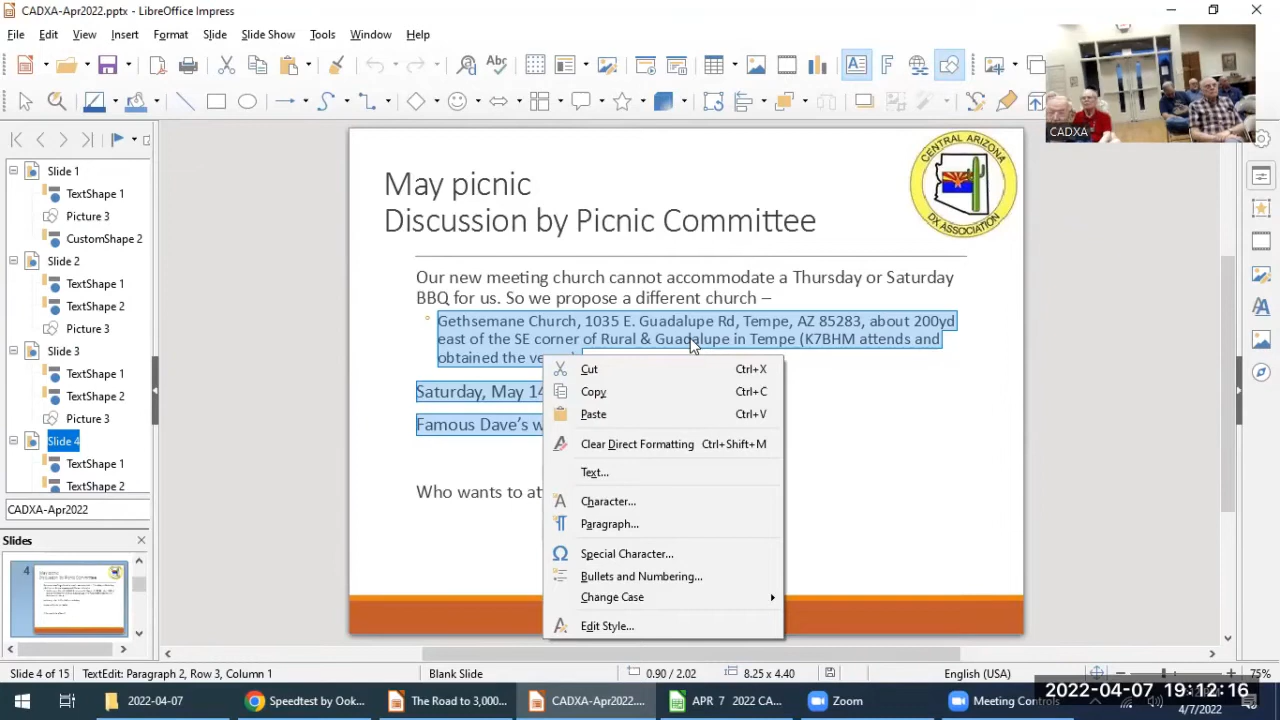 CADXA-Apr2022.pptx - LibreOffice Impress
File Edit View Insert Format Slide Slide Show Tools Window Help
CADXA
Slide 1
TextShape 1
Picture 3
CustomShape 2
Slide 2
TextShape 1
TextShape 2
Picture 3
Slide 3
TextShape 1
TextShape 2
Picture 3
Slide 4
TextShape 1
TextShape 2
CADXA-Apr2022
Slides
4
CENTRAL ARIZONA
DX ASSOCIATION
May picnic
Discussion by Picnic Committee
Our new meeting church cannot accommodate a Thursday or Saturday
BBQ for us. So we propose a different church –
Gethsemane Church, 1035 E. Guadalupe Rd, Tempe, AZ 85283, about 200yd
east of the SE corner of Rural & Guadalupe in Tempe (K7BHM attends and
obtained the
Saturday, May 14
Famous Dave's
Who wants to
Cut Ctrl+X
Copy Ctrl+C
Paste Ctrl+V
Clear Direct Formatting Ctrl+Shift+M
Text...
Character...
Paragraph...
Special Character...
Bullets and Numbering...
Change Case
Edit Style...
Slide 4 of 15 TextEdit: Paragraph 2, Row 3, Column 1 Blank Slide 0.90 / 2.02 8.25 x 4.40 English (USA) 75%
2022-04-07 Speedtest by Ook... The Road to 3,000... CADXA-Apr2022.... APR 7 2022 CA... Zoom Meeting Controls
2022-04-07 19:12:16
4/7/2022